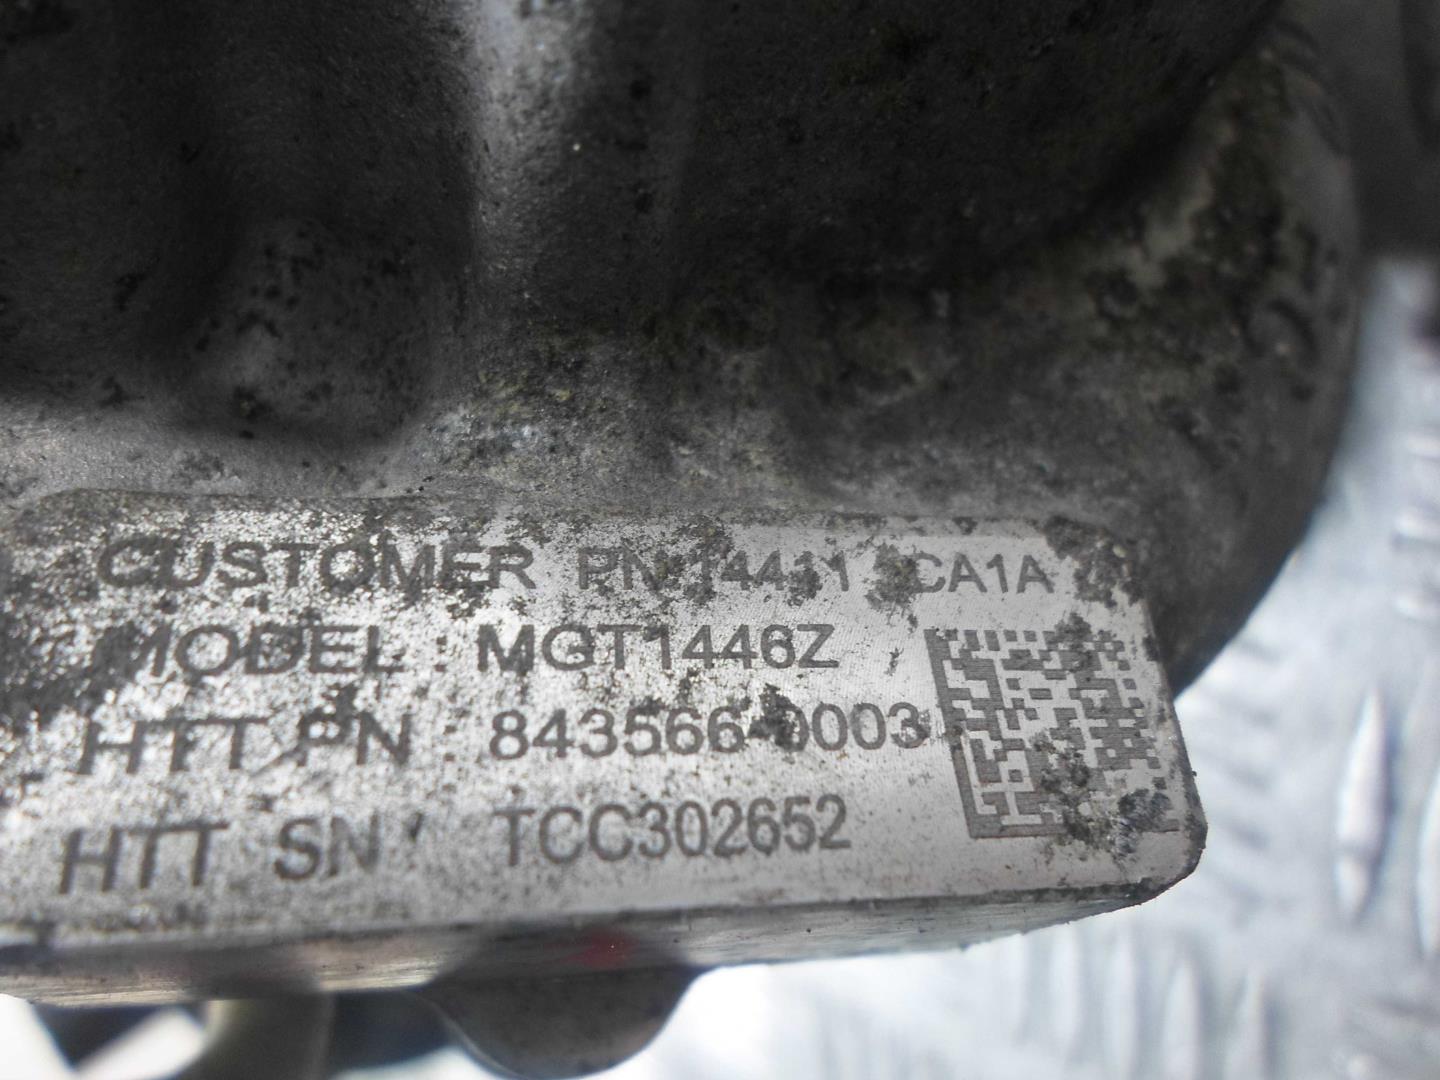 CUSTOMER PN:14411 CA1A
MODEL : MGT1446Z
HTT PN : 843566-0003
HTT SN : TCC302652